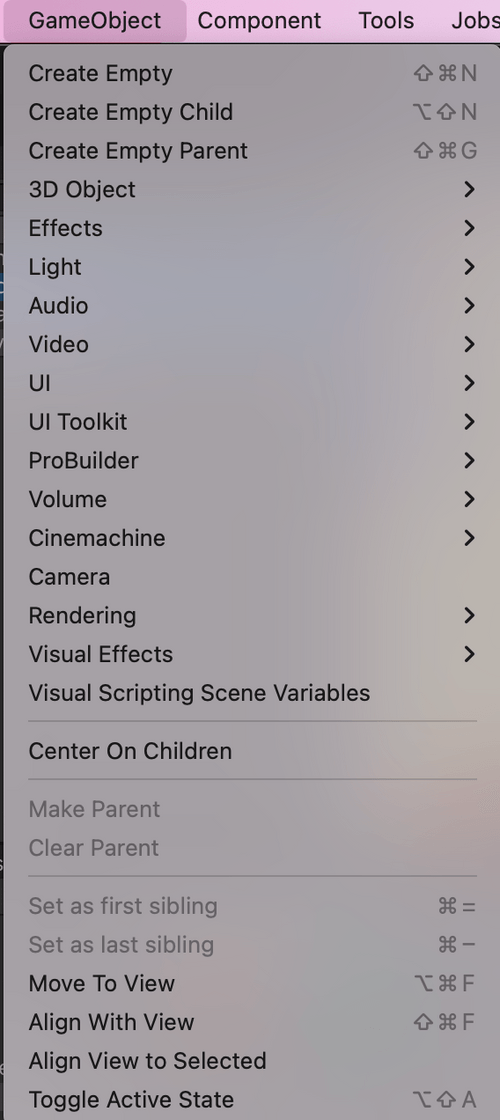 GameObject Component Tools Jobs
Create Empty ⇧⌘N
Create Empty Child ⌥⇧N
Create Empty Parent ⇧⌘G
3D Object
Effects
Light
Audio
Video
UI
UI Toolkit
ProBuilder
Volume
Cinemachine
Camera
Rendering
Visual Effects
Visual Scripting Scene Variables
Center On Children
Make Parent
Clear Parent
Set as first sibling ⌘=
Set as last sibling ⌘−
Move To View ⌥⌘F
Align With View ⇧⌘F
Align View to Selected
Toggle Active State ⌥⇧A